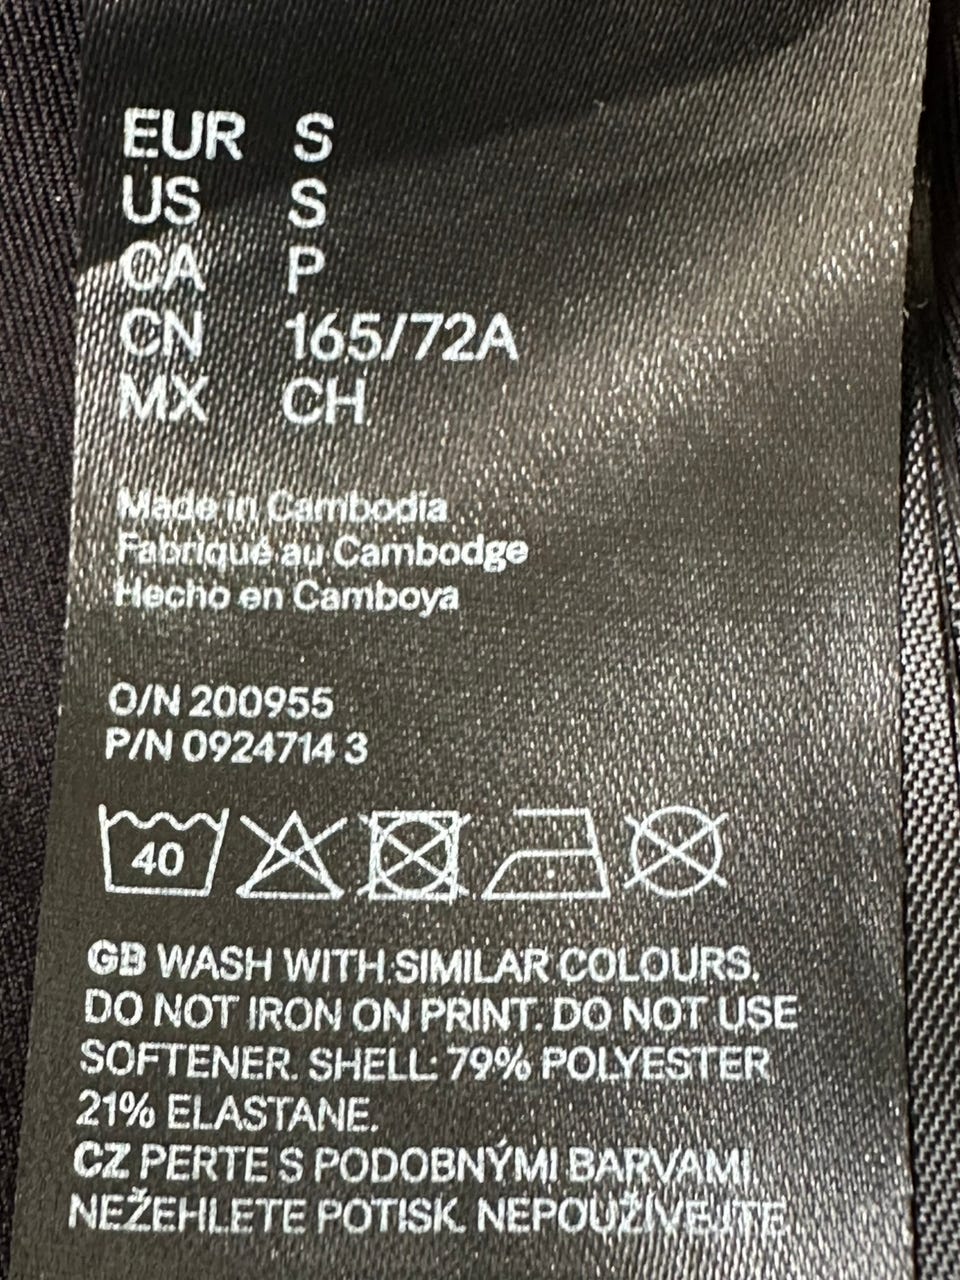 EUR S
US S
CA P
CN 165/72A
MX CH
Made in Cambodia
Fabriqué au Cambodge
Hecho en Camboya
O/N 200955
P/N 0924714 3
40
GB WASH WITH SIMILAR COLOURS.
DO NOT IRON ON PRINT. DO NOT USE
SOFTENER. SHELL: 79% POLYESTER
21% ELASTANE.
CZ PERTE S PODOBNÝMI BARVAMI.
NEŽEHLETE POTISK. NEPOUŽÍVEJTE